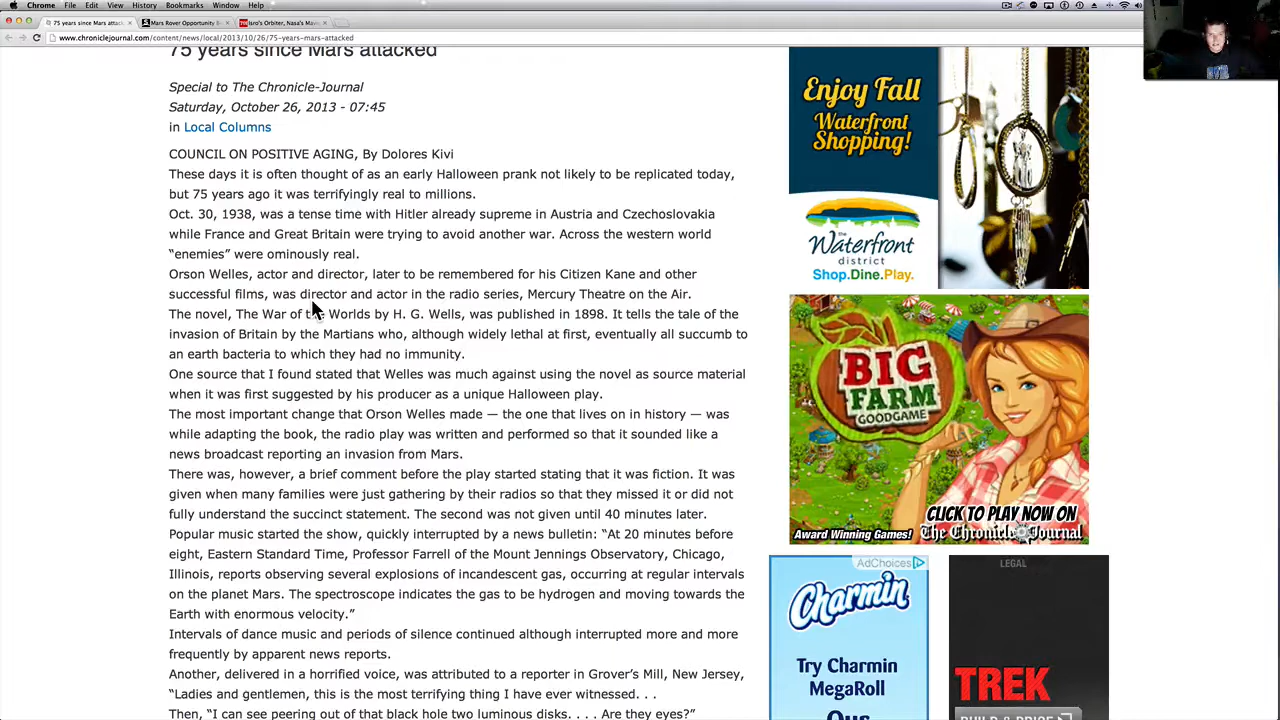 Chrome File Edit View History Bookmarks Window Help
75 years since Mars attack
Mars Rover Opportunity
Isro's Orbiter, Nasa's Mave
www.chroniclejournal.com/content/news/local/2013/10/26/75-years-mars-attacked
75 years since Mars attacked
Special to The Chronicle-Journal
Saturday, October 26, 2013 - 07:45
in Local Columns
COUNCIL ON POSITIVE AGING, By Dolores Kivi
These days it is often thought of as an early Halloween prank not likely to be replicated today,
but 75 years ago it was terrifyingly real to millions.
Oct. 30, 1938, was a tense time with Hitler already supreme in Austria and Czechoslovakia
while France and Great Britain were trying to avoid another war. Across the western world
“enemies” were ominously real.
Orson Welles, actor and director, later to be remembered for his Citizen Kane and other
successful films, was director and actor in the radio series, Mercury Theatre on the Air.
The novel, The War of the Worlds by H. G. Wells, was published in 1898. It tells the tale of the
invasion of Britain by the Martians who, although widely lethal at first, eventually all succumb to
an earth bacteria to which they had no immunity.
One source that I found stated that Welles was much against using the novel as source material
when it was first suggested by his producer as a unique Halloween play.
The most important change that Orson Welles made — the one that lives on in history — was
while adapting the book, the radio play was written and performed so that it sounded like a
news broadcast reporting an invasion from Mars.
There was, however, a brief comment before the play started stating that it was fiction. It was
given when many families were just gathering by their radios so that they missed it or did not
fully understand the succinct statement. The second was not given until 40 minutes later.
Popular music started the show, quickly interrupted by a news bulletin: “At 20 minutes before
eight, Eastern Standard Time, Professor Farrell of the Mount Jennings Observatory, Chicago,
Illinois, reports observing several explosions of incandescent gas, occurring at regular intervals
on the planet Mars. The spectroscope indicates the gas to be hydrogen and moving towards the
Earth with enormous velocity.”
Intervals of dance music and periods of silence continued although interrupted more and more
frequently by apparent news reports.
Another, delivered in a horrified voice, was attributed to a reporter in Grover’s Mill, New Jersey,
“Ladies and gentlemen, this is the most terrifying thing I have ever witnessed. . .
Then, “I can see peering out of that black hole two luminous disks. . . . Are they eyes?”
Enjoy Fall
Waterfront
Shopping!
the
Waterfront
district
Shop.Dine.Play.
BIG
FARM
GOODGAME
CLICK TO PLAY NOW ON
Award Winning Games! The Chronicle Journal
AdChoices
Charmin
Try Charmin
MegaRoll
Our
LEGAL
TREK
BUILD & PRICE